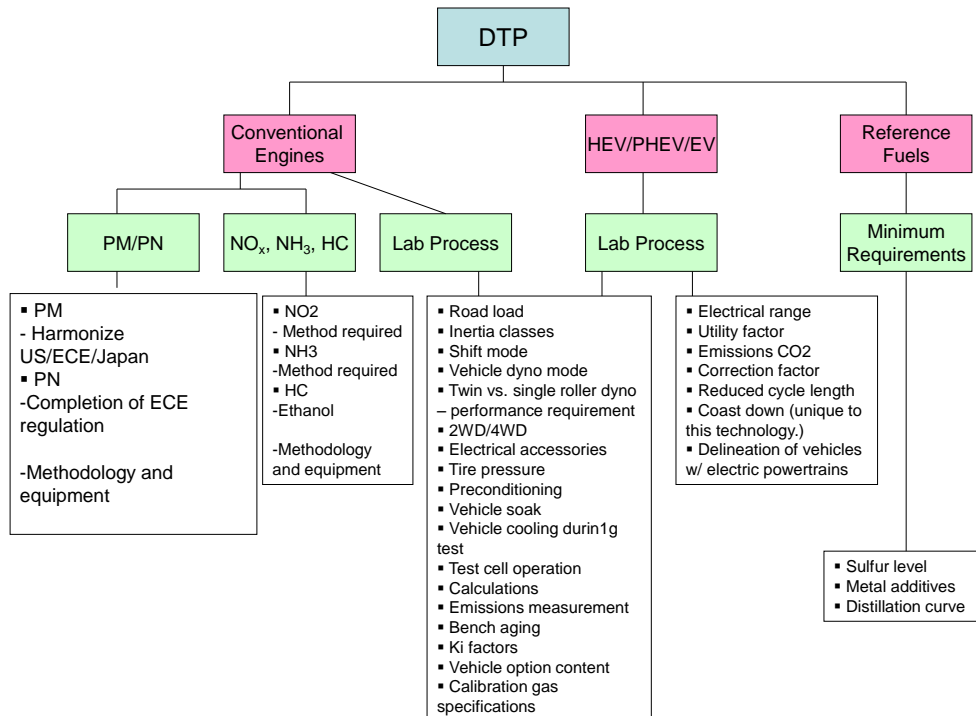 DTP
Conventional
Engines
HEV/PHEV/EV
Reference
Fuels
PM/PN
NOx, NH3, HC
Lab Process
Lab Process
Minimum
Requirements
▪ PM
- Harmonize
US/ECE/Japan
▪ PN
-Completion of ECE
regulation
-Methodology and
equipment
▪ NO2
- Method required
▪ NH3
-Method required
▪ HC
-Ethanol
-Methodology
and equipment
▪ Road load
▪ Inertia classes
▪ Shift mode
▪ Vehicle dyno mode
▪ Twin vs. single roller dyno
– performance requirement
▪ 2WD/4WD
▪ Electrical accessories
▪ Tire pressure
▪ Preconditioning
▪ Vehicle soak
▪ Vehicle cooling durin1g
test
▪ Test cell operation
▪ Calculations
▪ Emissions measurement
▪ Bench aging
▪ Ki factors
▪ Vehicle option content
▪ Calibration gas
specifications
▪ Electrical range
▪ Utility factor
▪ Emissions CO2
▪ Correction factor
▪ Reduced cycle length
▪ Coast down (unique to
this technology.)
▪ Delineation of vehicles
w/ electric powertrains
▪ Sulfur level
▪ Metal additives
▪ Distillation curve